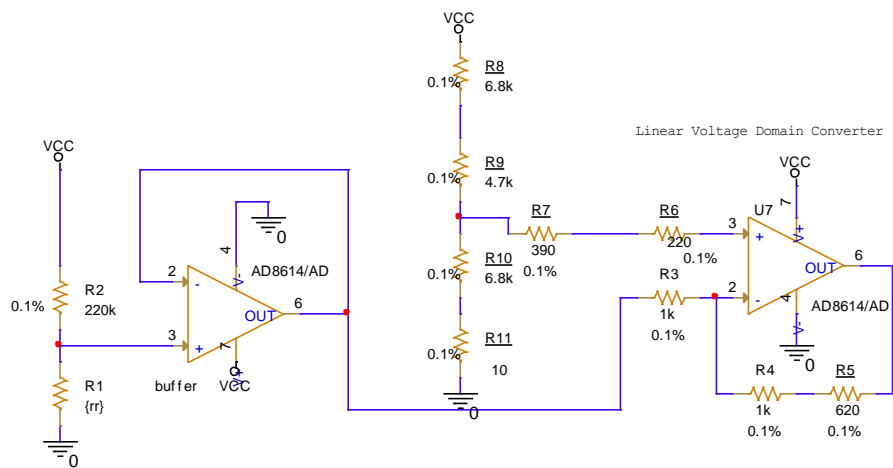 VCC
R8
0.1%
6.8k
Linear Voltage Domain Converter
VCC
VCC
R9
0.1%
4.7k
7
U7
R7
R6
3
+
V+
4
0
390
220
0.1%
0.1%
V-
R10
0.1%
6.8k
OUT
6
2
-
AD8614/AD
R3
2
-
4
AD8614/AD
R2
0.1%
220k
OUT
6
1k
0.1%
V-
3
+
7
R11
0.1%
10
0
R1
{rr}
buffer
VCC
V+
R4
R5
1k
620
0.1%
0.1%
0
0